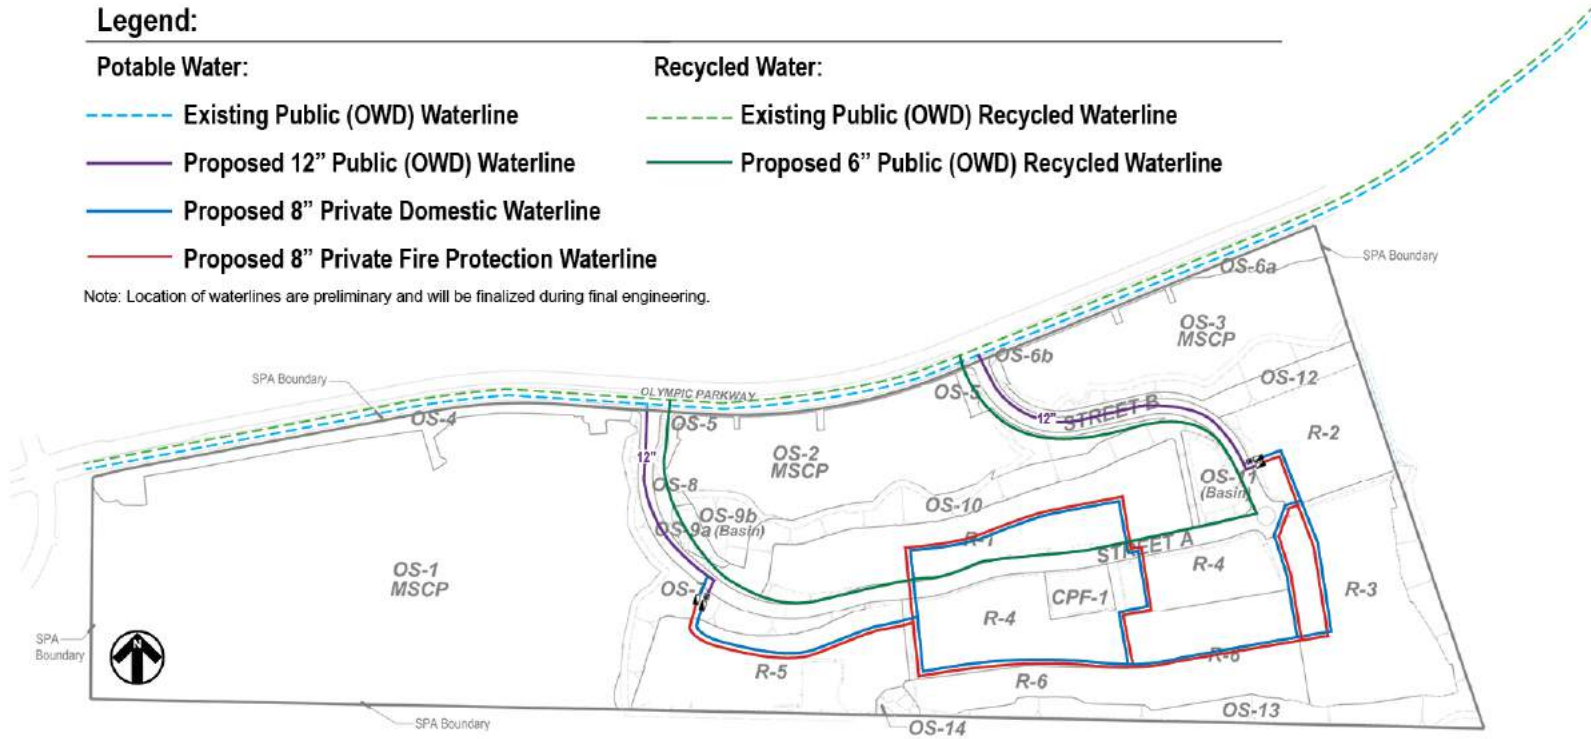 Legend:
Potable Water:
Recycled Water:
Existing Public (OWD) Waterline
Existing Public (OWD) Recycled Waterline
Proposed 12” Public (OWD) Waterline
Proposed 6” Public (OWD) Recycled Waterline
Proposed 8” Private Domestic Waterline
Proposed 8” Private Fire Protection Waterline
Note: Location of waterlines are preliminary and will be finalized during final engineering.
SPA Boundary
OS-6a
OS-3
MSCP
OS-6b
SPA Boundary
OLYMPIC PARKWAY
OS-12
OS-5
OS-4
OS-5
12”
STREET B
R-2
12”
OS-2
MSCP
OS-8
OS-11
(Basin)
OS-10
OS-9b
(Basin)
OS-9a
R-1
STREET A
R-4
OS-1
MSCP
OS-
CPF-1
R-3
R-4
SPA
Boundary
N
R-5
R-6
R-6
OS-13
SPA Boundary
OS-14